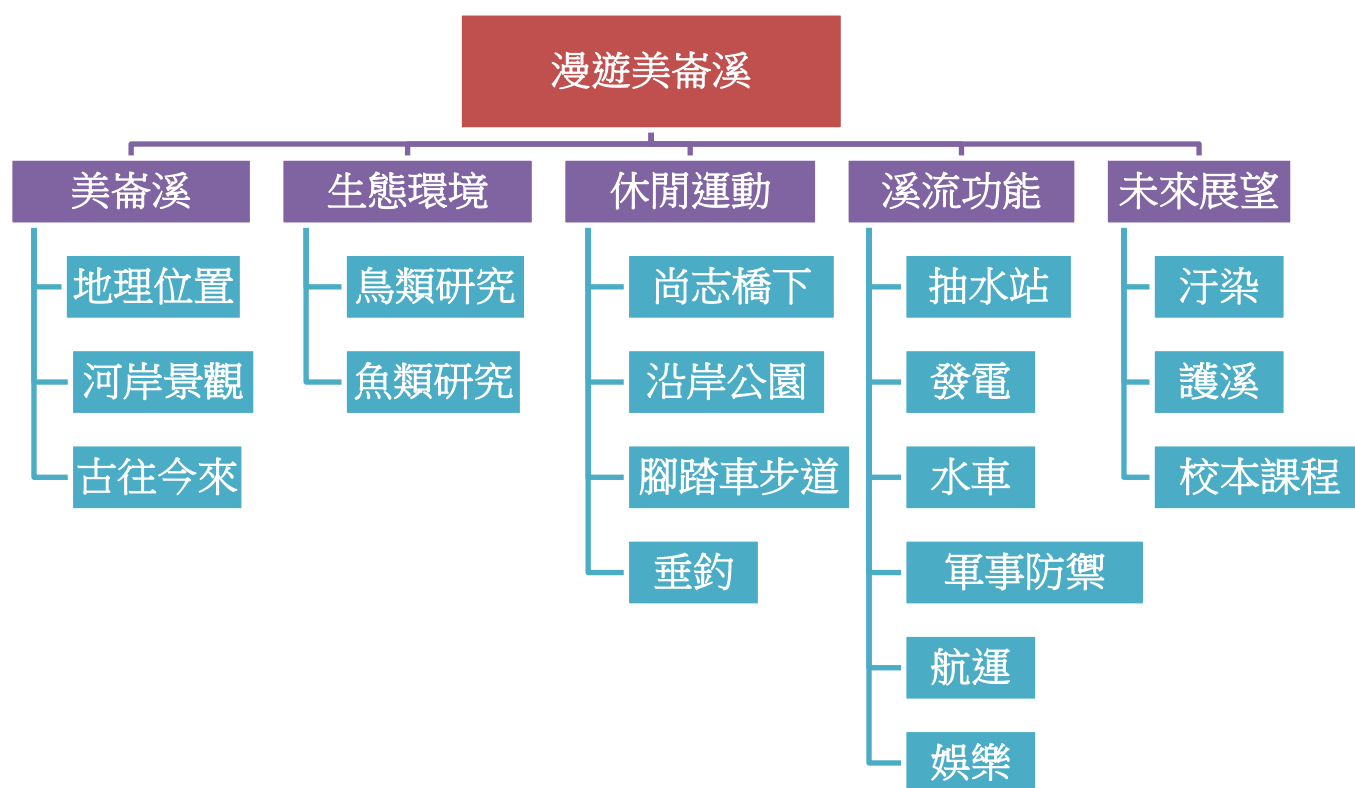 漫遊美崙溪
美崙溪
地理位置
河岸景觀
古往今來
生態環境
鳥類研究
魚類研究
休閒運動
尚志橋下
沿岸公園
腳踏車步道
垂釣
溪流功能
抽水站
發電
水車
軍事防禦
航運
娛樂
未來展望
汙染
護溪
校本課程